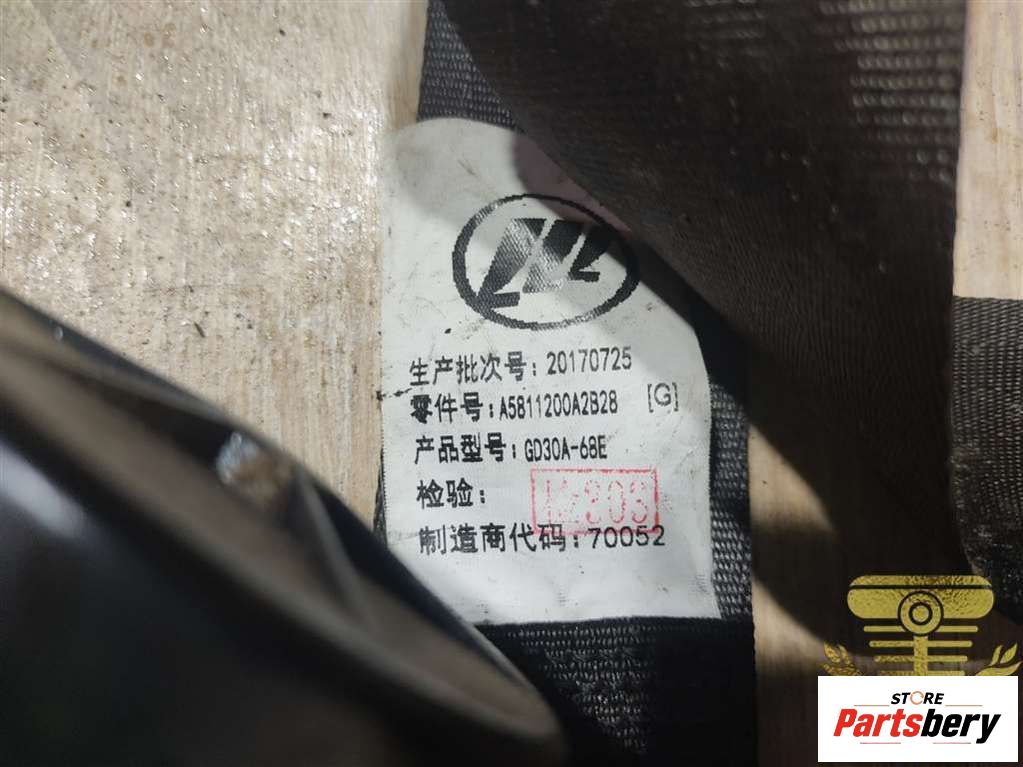 生产批次号: 20170725
零件号: A5811200A2B28 [G]
产品型号: GD30A-68E
检验:
制造商代码: 70052
STORE
Partsbery